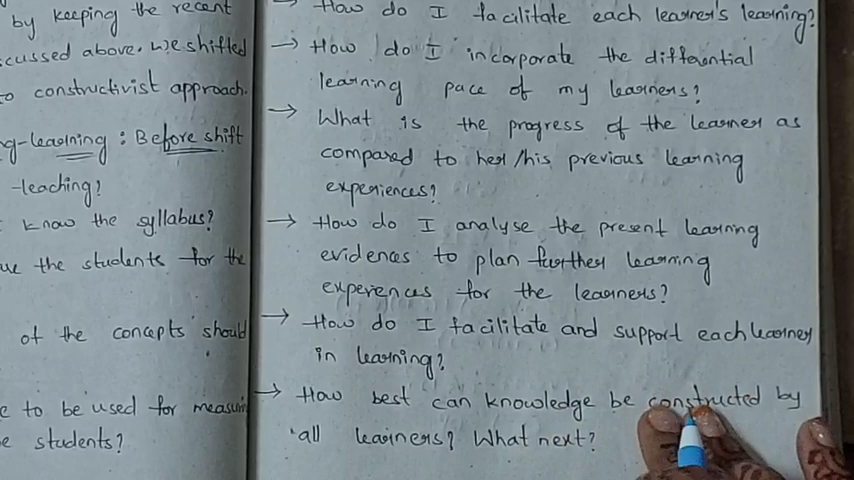 by keeping the recent
cussed above. we shifted
to constructivist approach.
ng-learning : Before shift
-teaching?
know the syllabus?
the students for the
of the concepts should
to be used for
students?
→ How do I facilitate each learner's learning?
→ How do I incorporate the differential
learning pace of my learners?
→ What is the progress of the learner as
compared to her/his previous learning
experiences?
→ How do I analyse the present learning
evidences to plan further learning
experences for the learners?
→ How do I facilitate and support each learner
in learning?
→ How best can knowledge be constructed by
all learners? What next?